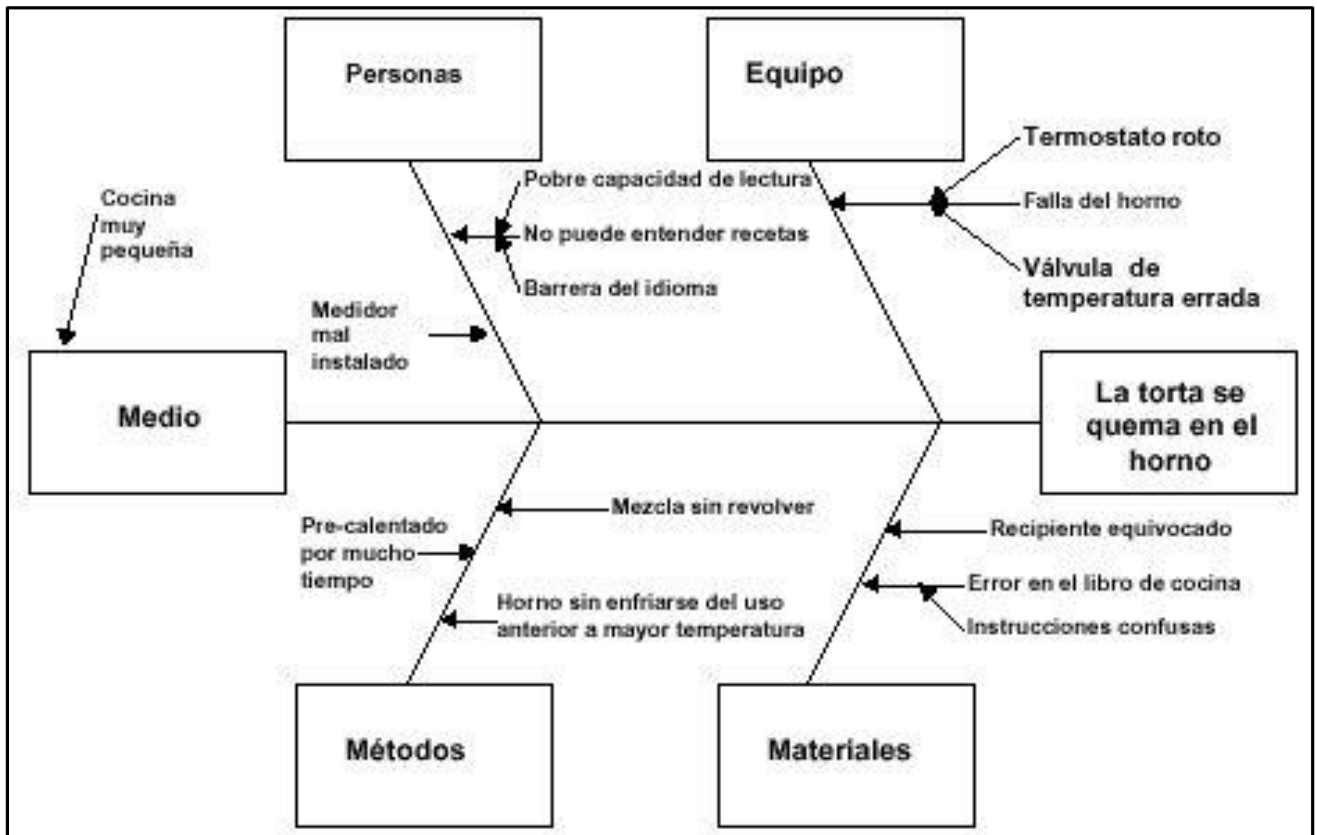 Personas
Equipo
Termostato roto
Pobre capacidad de lectura
Cocina
muy
pequeña
Falla del horno
No puede entender recetas
Válvula de
temperatura errada
Barrera del idioma
Medidor
mal
instalado
Medio
La torta se
quema en el
horno
Mezcla sin revolver
Pre-calentado
por mucho
tiempo
Recipiente equivocado
Error en el libro de cocina
Horno sin enfriarse del uso
anterior a mayor temperatura
Instrucciones confusas
Métodos
Materiales